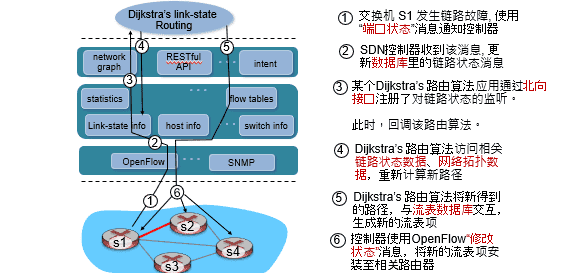 Dijkstra's link-state
Routing
network
graph
RESTful
API
intent
statistics
flow tables
Link-state info
host info
switch info
OpenFlow
SNMP
1
2
3
4
5
6
s1
s2
s3
s4
① 交换机 S1 发生链路故障, 使用
“端口状态”消息通知控制器
② SDN控制器收到该消息, 更
新数据库里的链路状态消息
③ 某个Dijkstra's 路由算法应用通过北向
接口注册了对链路状态的监听。
此时，回调该路由算法。
④ Dijkstra's 路由算法访问相关
链路状态数据、网络拓扑数
据，重新计算新路径
⑤ Dijkstra's 路由算法将新得到
的路径，与流表数据库交互，
生成新的流表项
⑥ 控制器使用OpenFlow“修改
状态”消息，将新的流表项安
装至相关路由器